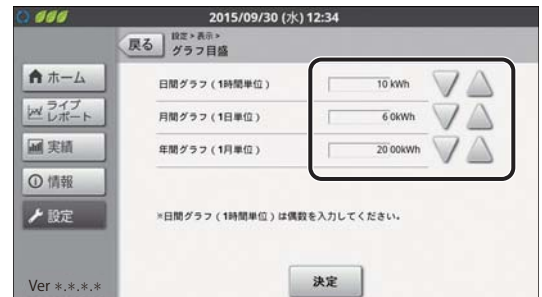 2015/09/30 (水) 12:34
戻る
設定>表示>
グラフ目盛
ホーム
ライブ
レポート
実績
情報
設定
日間グラフ(1時間単位)
10 kWh
月間グラフ(1日単位)
6 0kWh
年間グラフ(1月単位)
20 00kWh
※日間グラフ(1時間単位)は偶数を入力してください。
決定
Ver *.*.*.*